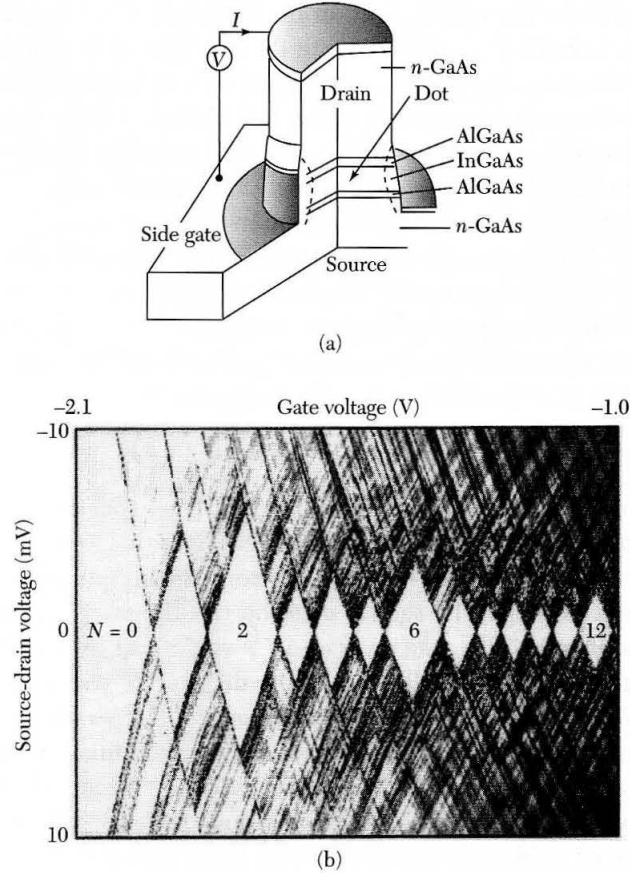 I
V
n-GaAs
Drain
Dot
AlGaAs
InGaAs
AlGaAs
Side gate
n-GaAs
Source
(a)
−2.1 Gate voltage (V) −1.0
−10
Source-drain voltage (mV)
0
N = 0 2 6 12
10
(b)